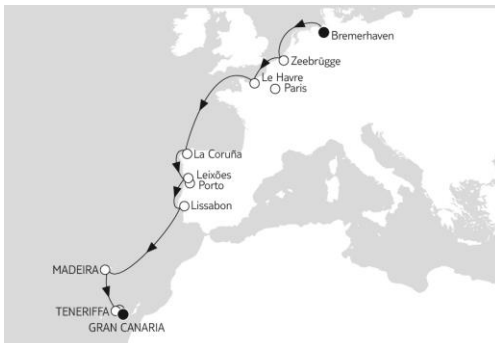 Bremerhaven
Zeebrügge
Le Havre
Paris
La Coruña
Leixões
Porto
Lissabon
MADEIRA
TENERIFFA
GRAN CANARIA